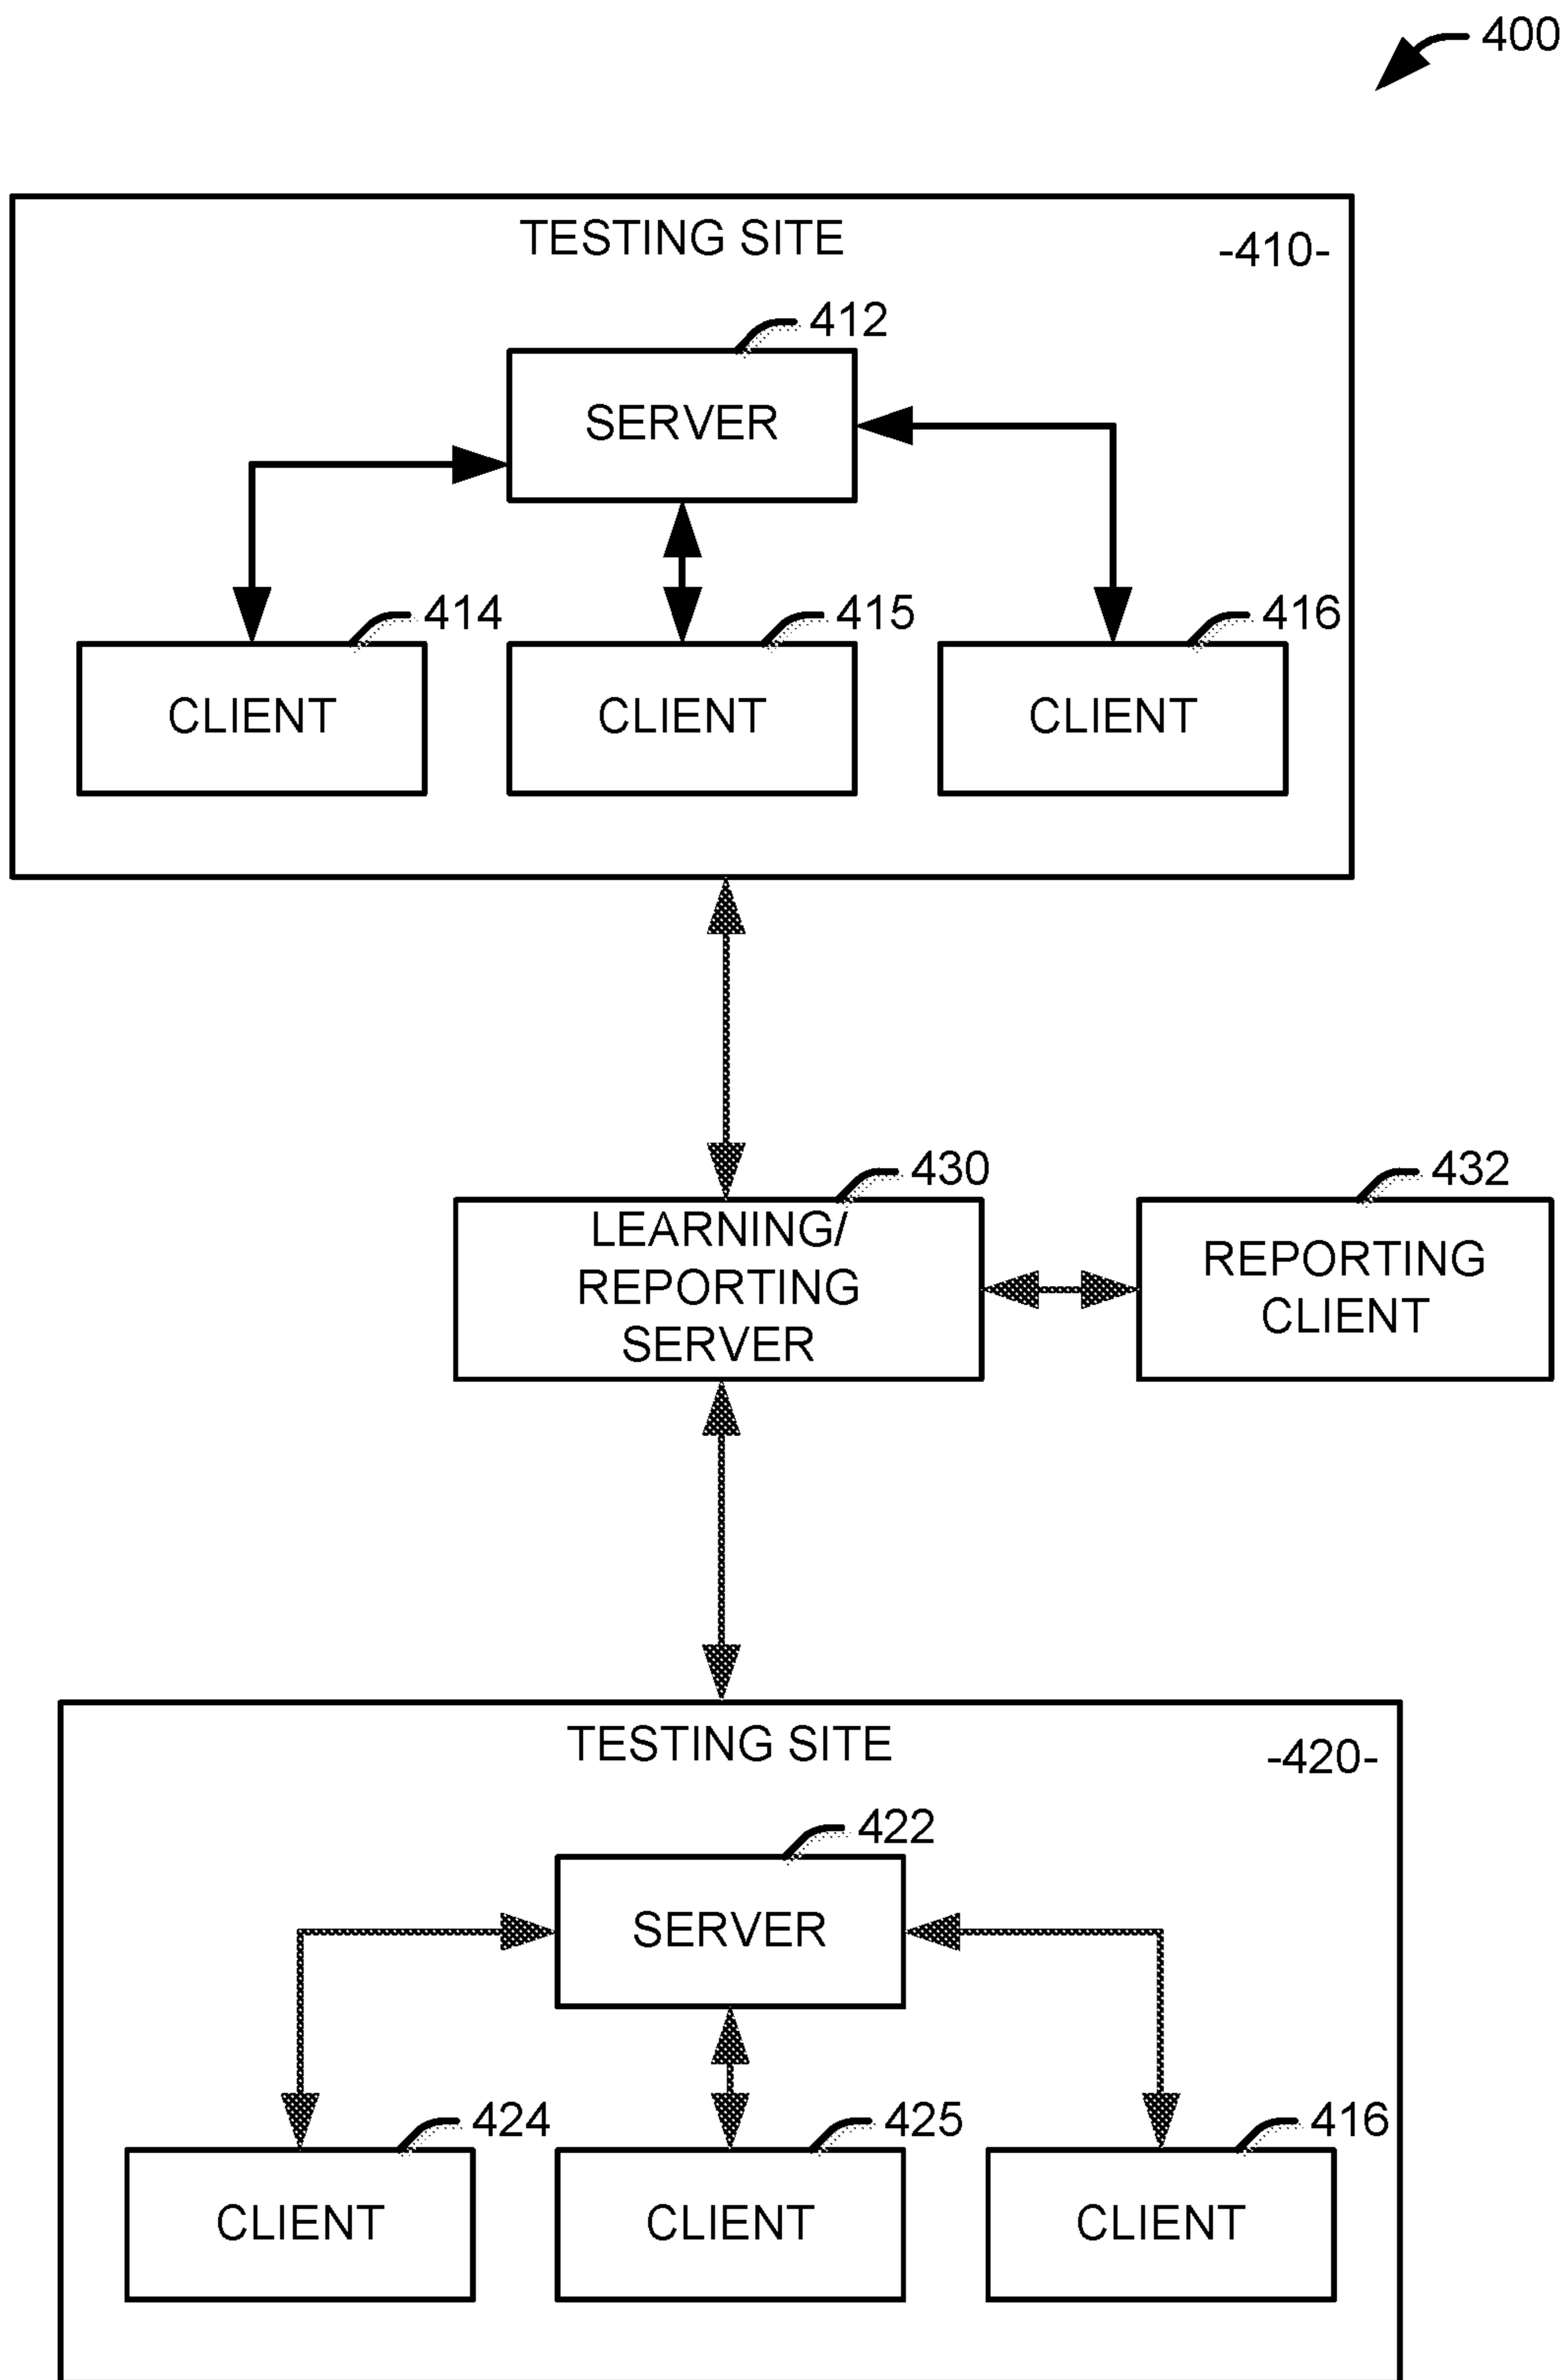 400
TESTING SITE
-410-
412
SERVER
414
415
416
CLIENT
CLIENT
CLIENT
430
432
LEARNING/
REPORTING
SERVER
REPORTING
CLIENT
TESTING SITE
-420-
422
SERVER
424
425
416
CLIENT
CLIENT
CLIENT